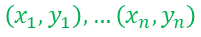 (x₁, y₁), … (xₙ, yₙ)